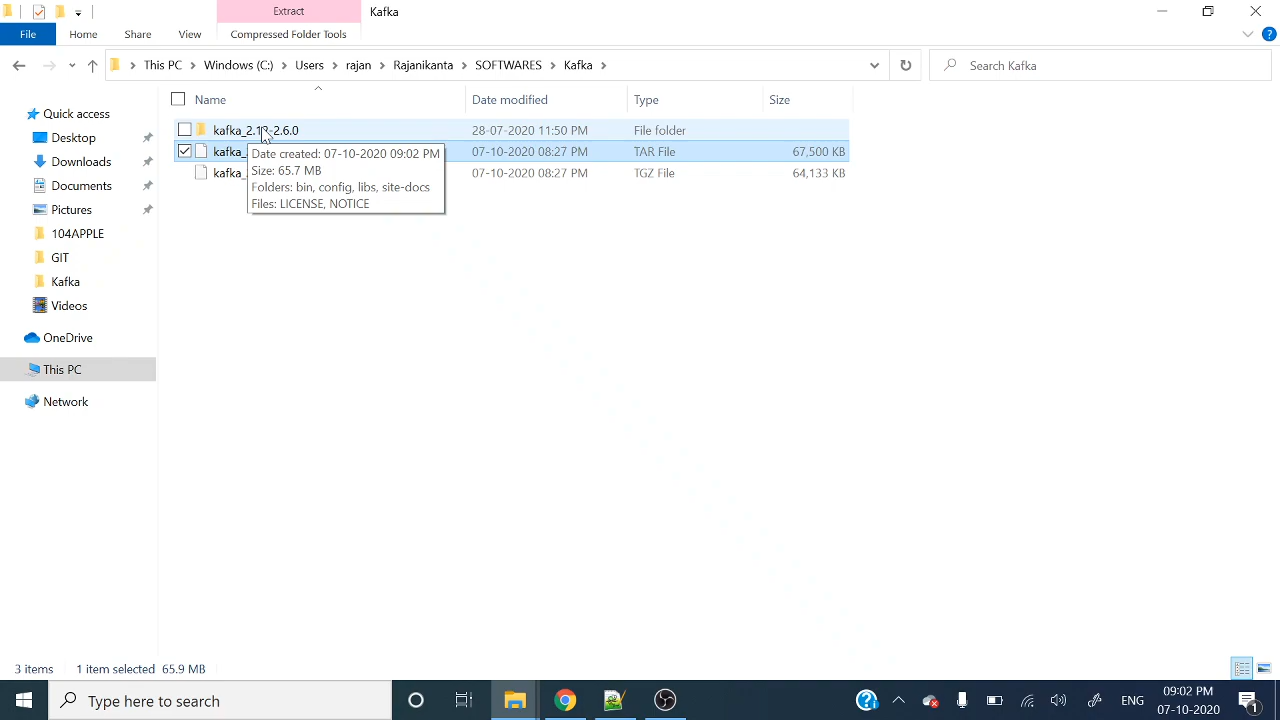 Extract
Kafka
File Home Share View Compressed Folder Tools
This PC Windows (C:) Users rajan Rajanikanta SOFTWARES Kafka
Search Kafka
Name Date modified Type Size
Quick access
Desktop
Downloads
Documents
Pictures
104APPLE
GIT
Kafka
Videos
OneDrive
This PC
Network
-2.6.0 28-07-2020 11:50 PM File folder
kafka_ 07-10-2020 08:27 PM TAR File 67,500 KB
kafka_ 07-10-2020 08:27 PM TGZ File 64,133 KB
Date created: 07-10-2020 09:02 PM
Size: 65.7 MB
Folders: bin, config, libs, site-docs
Files: LICENSE, NOTICE
3 items 1 item selected 65.9 MB
Type here to search
ENG
09:02 PM
07-10-2020
1